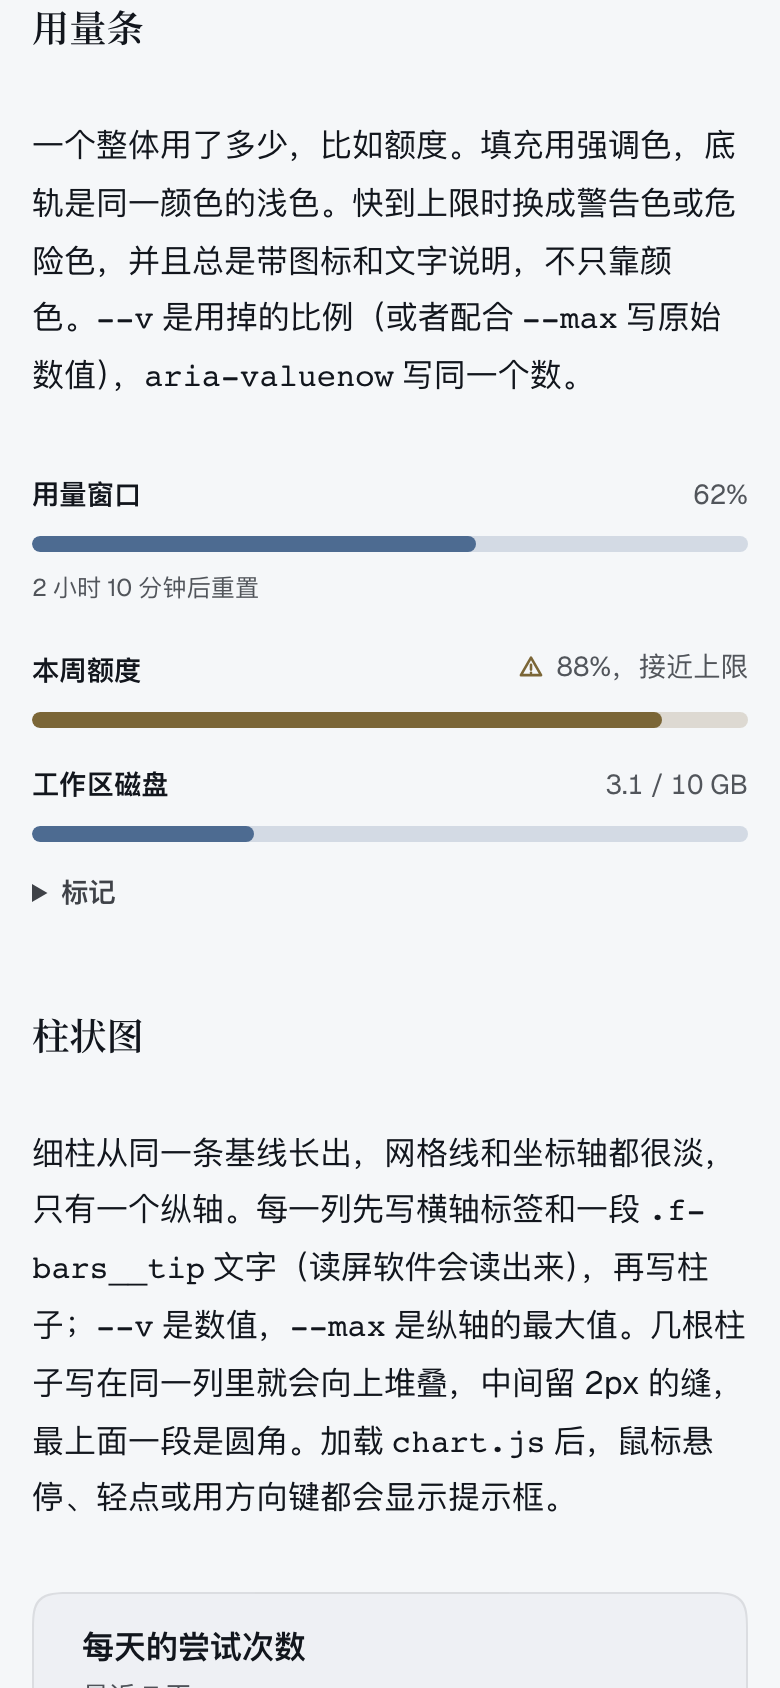 用量条
一个整体用了多少，比如额度。填充用强调色，底
轨是同一颜色的浅色。快到上限时换成警告色或危
险色，并且总是带图标和文字说明，不只靠颜
色。--v 是用掉的比例（或者配合 --max 写原始
数值），aria-valuenow 写同一个数。
用量窗口 62%
2 小时 10 分钟后重置
本周额度 88%，接近上限
工作区磁盘 3.1 / 10 GB
标记
柱状图
细柱从同一条基线长出，网格线和坐标轴都很淡，
只有一个纵轴。每一列先写横轴标签和一段 .f-
bars__tip 文字（读屏软件会读出来），再写柱
子；--v 是数值，--max 是纵轴的最大值。几根柱
子写在同一列里就会向上堆叠，中间留 2px 的缝，
最上面一段是圆角。加载 chart.js 后，鼠标悬
停、轻点或用方向键都会显示提示框。
每天的尝试次数